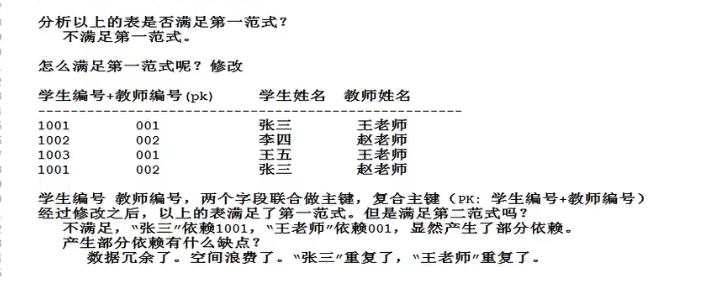 分析以上的表是否满足第一范式?
不满足第一范式。
怎么满足第一范式呢? 修改
学生编号+教师编号(pk) 学生姓名 教师姓名
----------------------------------------------------
1001 001 张三 王老师
1002 002 李四 赵老师
1003 001 王五 王老师
1001 002 张三 赵老师
学生编号 教师编号,两个字段联合做主键,复合主键(PK: 学生编号+教师编号)
经过修改之后,以上的表满足了第一范式。但是满足第二范式吗?
不满足,“张三”依赖1001,“王老师”依赖001,显然产生了部分依赖。
产生部分依赖有什么缺点?
数据冗余了。空间浪费了。“张三”重复了,“王老师”重复了。